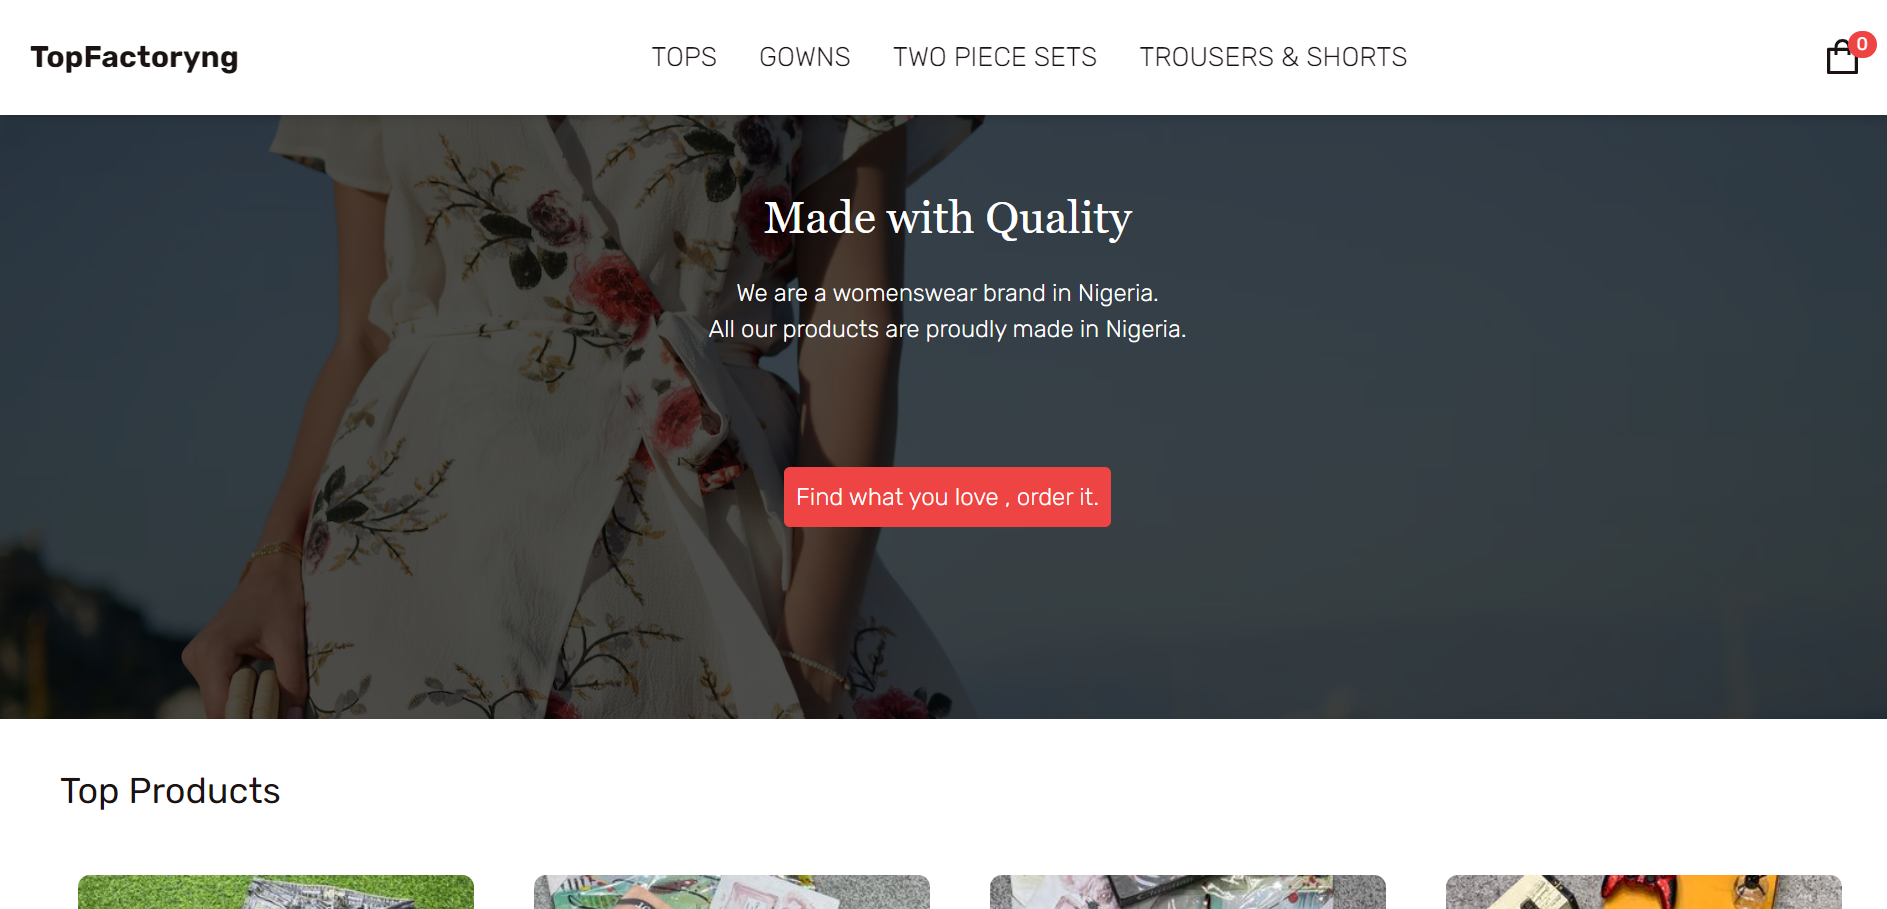 TopFactoryng
TOPS GOWNS TWO PIECE SETS TROUSERS & SHORTS
0
Made with Quality
We are a womenswear brand in Nigeria.
All our products are proudly made in Nigeria.
Find what you love , order it.
Top Products